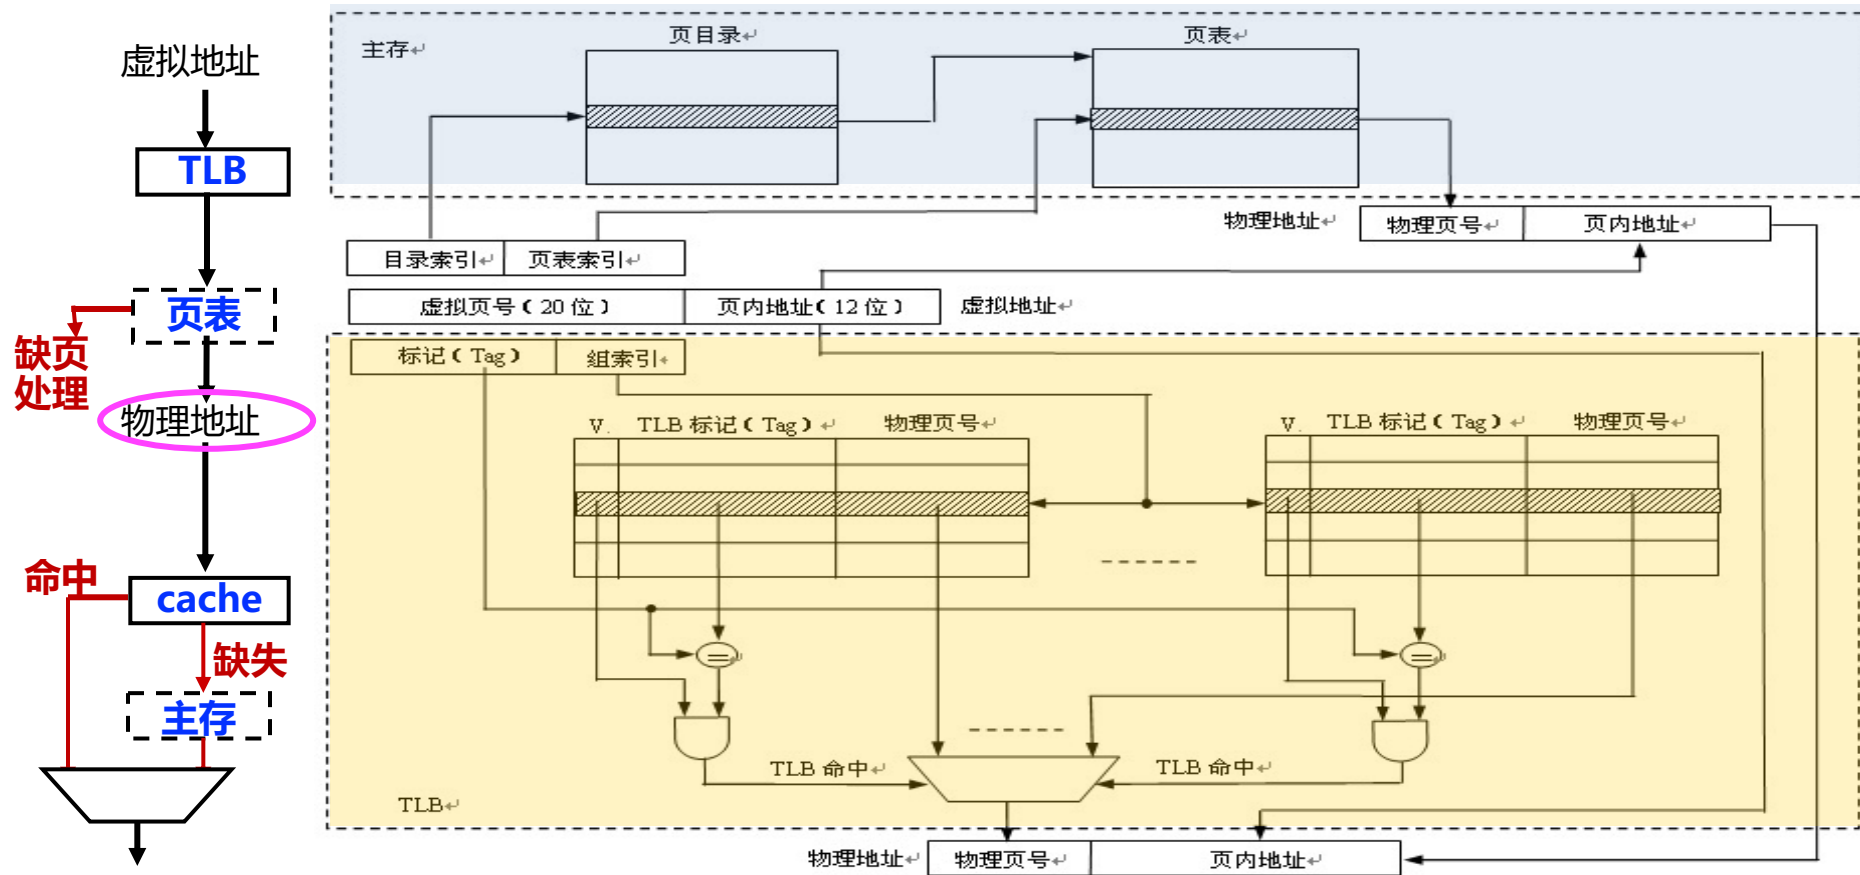 虚拟地址
TLB
页表
缺页
处理
物理地址
cache
命中
缺失
主存
主存
页目录
页表
物理地址
物理页号
页内地址
目录索引
页表索引
虚拟页号（20 位）
页内地址（12 位）
虚拟地址
标记（Tag）
组索引
V.
TLB 标记（Tag）
物理页号
V.
TLB 标记（Tag）
物理页号
=
=
TLB 命中
TLB 命中
TLB
物理地址
物理页号
页内地址